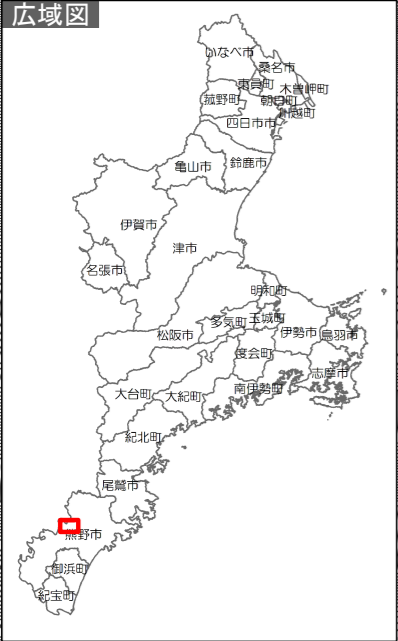 広域図
いなべ市
桑名市
東員町
木曽岬町
菰野町
朝日町
川越町
四日市市
亀山市
鈴鹿市
伊賀市
津市
名張市
明和町
松阪市
多気町
玉城町
伊勢市
鳥羽市
度会町
志摩市
大台町
大紀町
南伊勢町
紀北町
尾鷲市
熊野市
御浜町
紀宝町